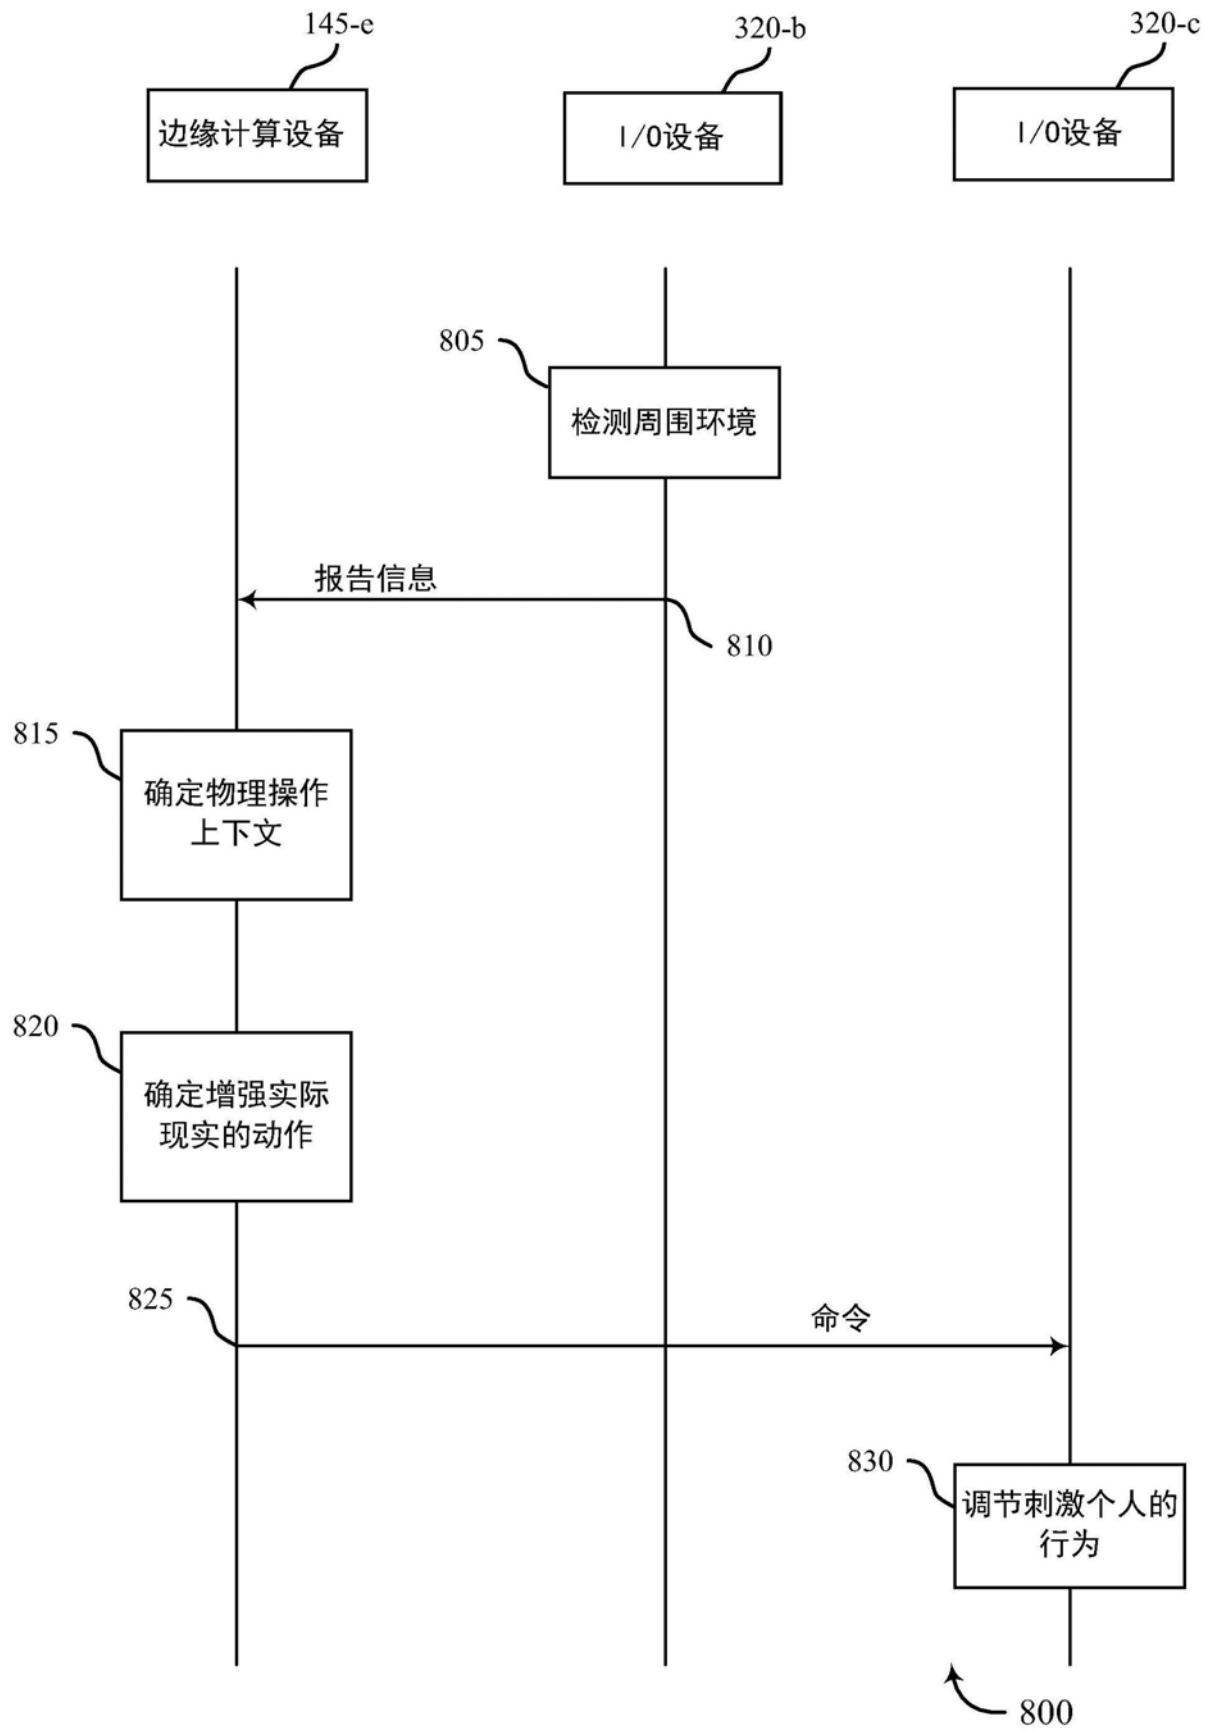 145-e
320-b
320-c
边缘计算设备
I/O设备
I/O设备
805
检测周围环境
报告信息
810
815
确定物理操作
上下文
820
确定增强实际
现实的动作
825
命令
830
调节刺激个人的
行为
800